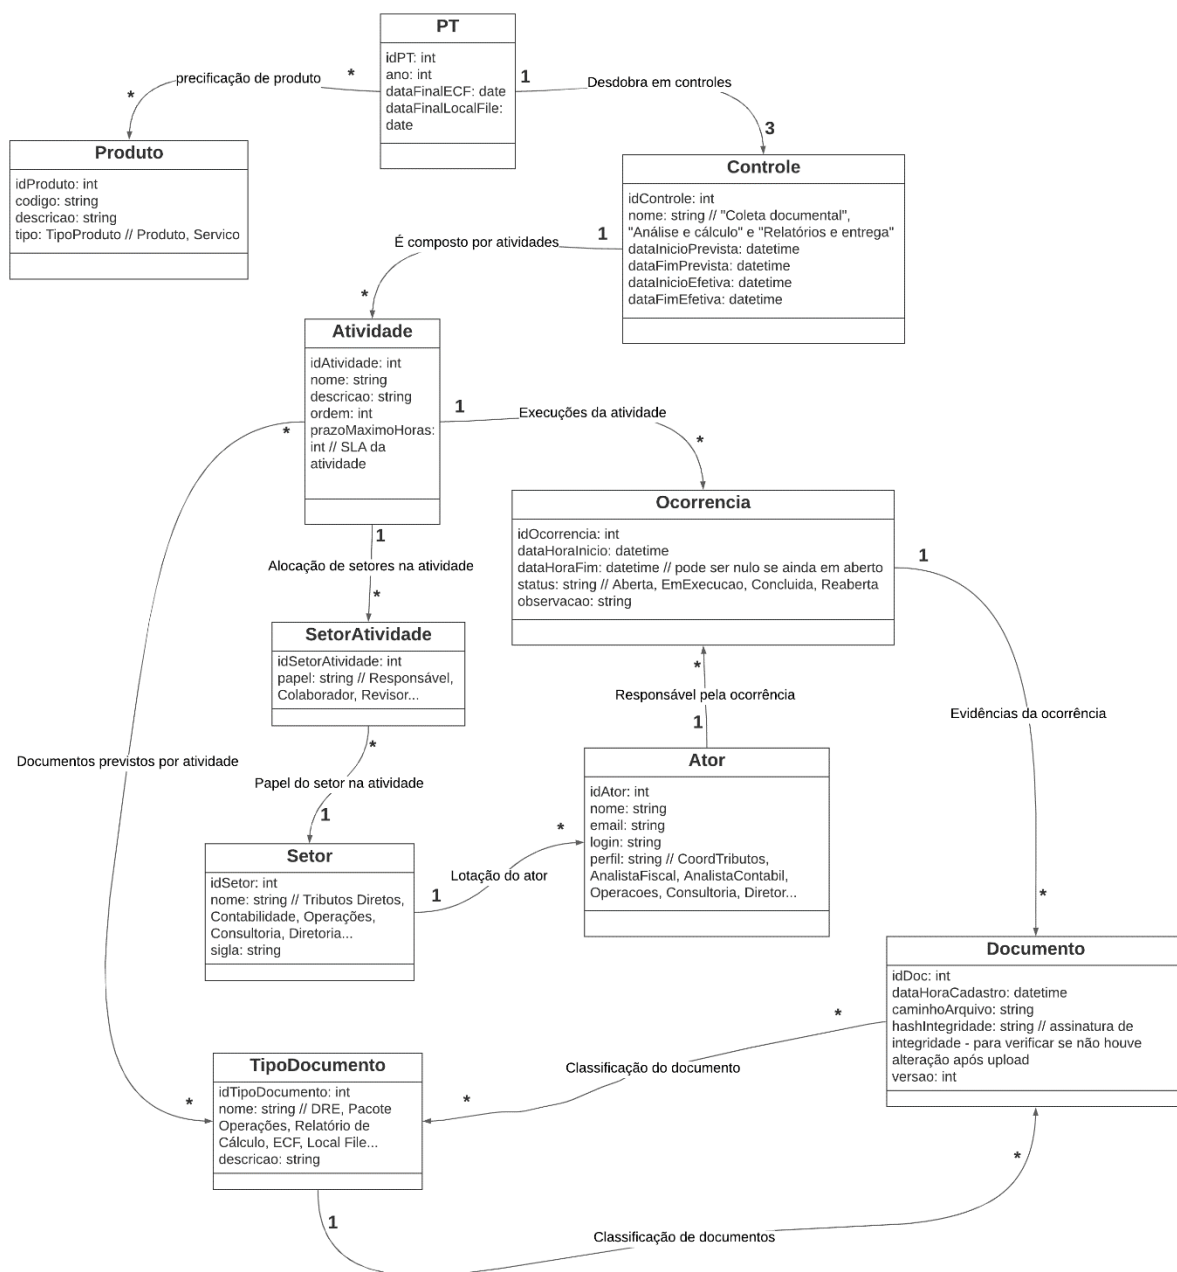 PT
idPT: int
ano: int
dataFinalECF: date
dataFinalLocalFile:
date
*
precificação de produto
*
1
Desdobra em controles
3
Produto
idProduto: int
codigo: string
descricao: string
tipo: TipoProduto // Produto, Servico
Controle
idControle: int
nome: string // "Coleta documental",
"Análise e cálculo" e "Relatórios e entrega"
dataInicioPrevista: datetime
dataFimPrevista: datetime
dataInicioEfetiva: datetime
dataFimEfetiva: datetime
1
É composto por atividades
*
Atividade
idAtividade: int
nome: string
descricao: string
ordem: int
prazoMaximoHoras:
int // SLA da
atividade
*
1
Execuções da atividade
*
Ocorrencia
idOcorrencia: int
dataHoraInicio: datetime
dataHoraFim: datetime // pode ser nulo se ainda em aberto
status: string // Aberta, EmExecucao, Concluida, Reaberta
observacao: string
1
1
Alocação de setores na atividade
*
SetorAtividade
idSetorAtividade: int
papel: string // Responsável,
Colaborador, Revisor...
*
Responsável pela ocorrência
1
Evidências da ocorrência
*
Documentos previstos por atividade
*
Papel do setor na atividade
1
Ator
idAtor: int
nome: string
email: string
login: string
perfil: string // CoordTributos,
AnalistaFiscal, AnalistaContabil,
Operacoes, Consultoria, Diretor...
Setor
idSetor: int
nome: string // Tributos Diretos,
Contabilidade, Operações,
Consultoria, Diretoria...
sigla: string
1
Lotação do ator
*
Documento
idDoc: int
dataHoraCadastro: datetime
caminhoArquivo: string
hashIntegridade: string // assinatura de
integridade - para verificar se não houve
alteração após upload
versao: int
*
Classificação do documento
*
*
TipoDocumento
idTipoDocumento: int
nome: string // DRE, Pacote
Operações, Relatório de
Cálculo, ECF, Local File...
descricao: string
1
Classificação de documentos
*